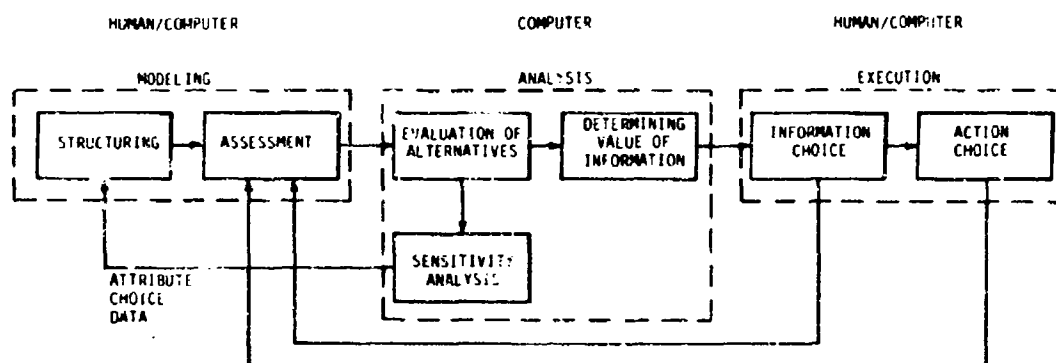 HUMAN/COMPUTER
COMPUTER
HUMAN/COMPUTER
MODELING
ANALYSIS
EXECUTION
STRUCTURING
ASSESSMENT
EVALUATION OF
ALTERNATIVES
DETERMINING
VALUE OF
INFORMATION
INFORMATION
CHOICE
ACTION
CHOICE
SENSITIVITY
ANALYSIS
ATTRIBUTE
CHOICE
DATA